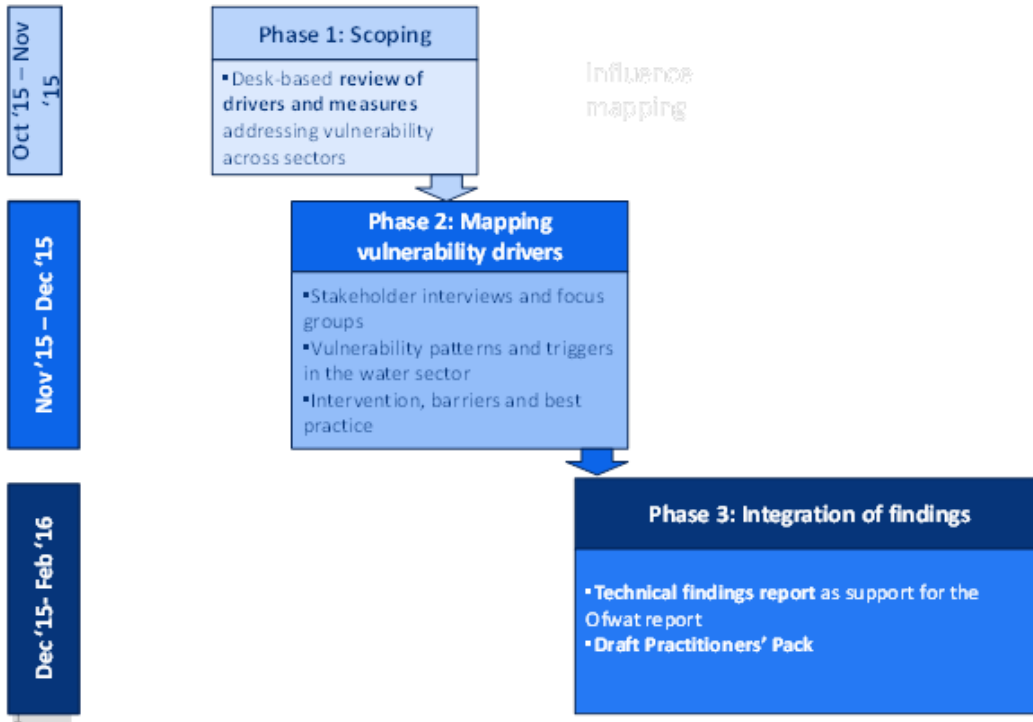 Oct ‘15 – Nov
‘15
Phase 1: Scoping
▪Desk-based review of
drivers and measures
addressing vulnerability
across sectors
Influence
mapping
Nov ‘15 – Dec ‘15
Phase 2: Mapping
vulnerability drivers
▪Stakeholder interviews and focus
groups
▪Vulnerability patterns and triggers
in the water sector
▪Intervention, barriers and best
practice
Dec ‘15- Feb ‘16
Phase 3: Integration of findings
▪Technical findings report as support for the
Ofwat report
▪Draft Practitioners’ Pack